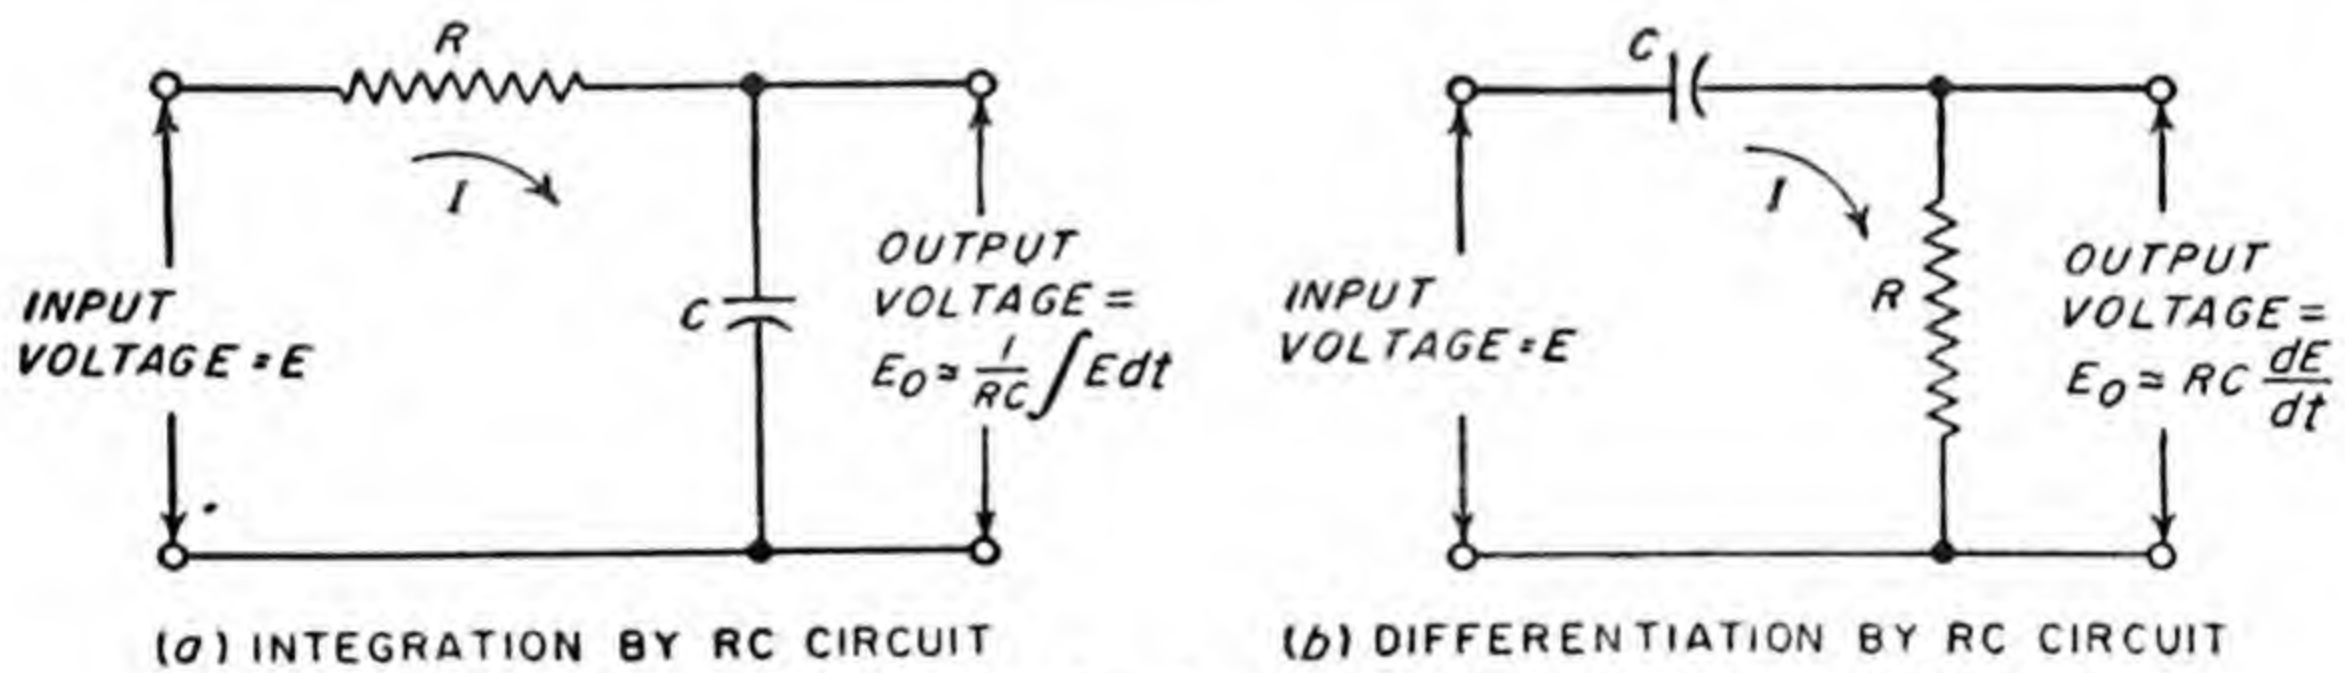 R
I
INPUT
VOLTAGE = E
C
OUTPUT
VOLTAGE =
E₀ ≈ 1/RC ∫ E dt
(a) INTEGRATION BY RC CIRCUIT
C
I
INPUT
VOLTAGE = E
R
OUTPUT
VOLTAGE =
E₀ ≈ RC dE/dt
(b) DIFFERENTIATION BY RC CIRCUIT